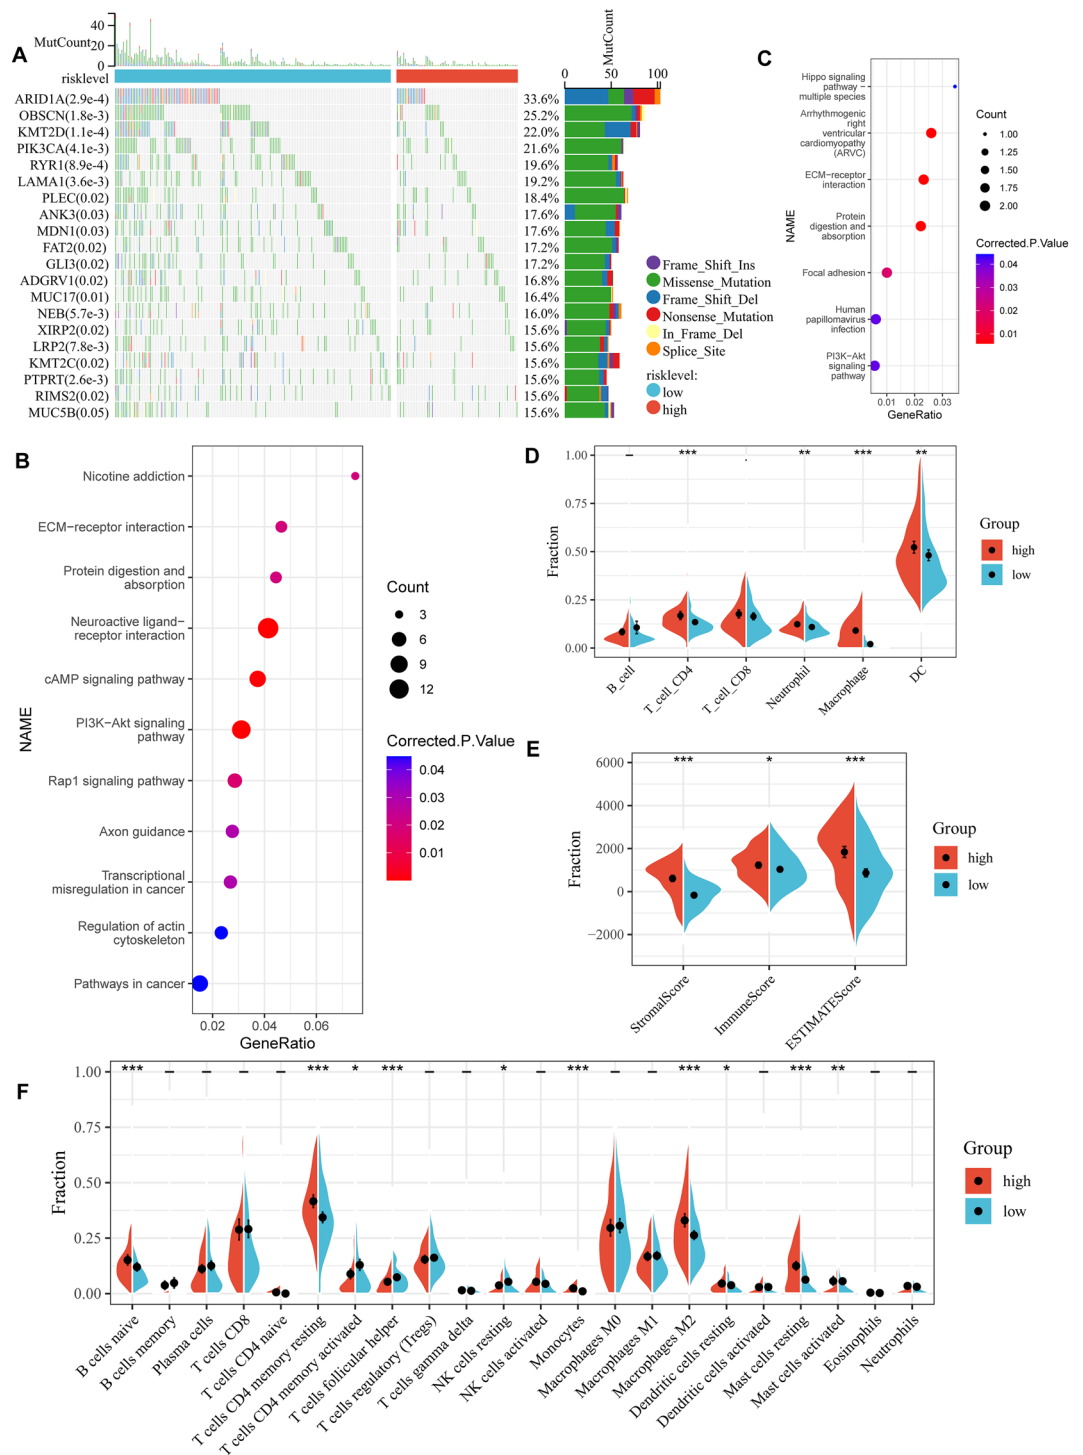 A
MutCount
40
20
0
risklevel
ARID1A(2.9e-4)
OBSCN(1.8e-3)
KMT2D(1.1e-4)
PIK3CA(4.1e-3)
RYR1(8.9e-4)
LAMA1(3.6e-3)
PLEC(0.02)
ANK3(0.03)
MDN1(0.03)
FAT2(0.02)
GLI3(0.02)
ADGRV1(0.02)
MUC17(0.01)
NEB(5.7e-3)
XIRP2(0.02)
LRP2(7.8e-3)
KMT2C(0.02)
PTPRT(2.6e-3)
RIMS2(0.02)
MUC5B(0.05)
33.6%
25.2%
22.0%
21.6%
19.6%
19.2%
18.4%
17.6%
17.6%
17.2%
17.2%
16.8%
16.4%
16.0%
15.6%
15.6%
15.6%
15.6%
15.6%
15.6%
MutCount
0 50 100
Frame_Shift_Ins
Missense_Mutation
Frame_Shift_Del
Nonsense_Mutation
In_Frame_Del
Splice_Site
risklevel:
low
high
C
NAME
Hippo signaling
pathway −
multiple species
Arrhythmogenic
right
ventricular
cardiomyopathy
(ARVC)
ECM−receptor
interaction
Protein
digestion and
absorption
Focal adhesion
Human
papillomavirus
infection
PI3K−Akt
signaling
pathway
0.01 0.02 0.03
GeneRatio
Count
1.00
1.25
1.50
1.75
2.00
Corrected.P.Value
0.04
0.03
0.02
0.01
B
NAME
Nicotine addiction
ECM−receptor interaction
Protein digestion and
absorption
Neuroactive ligand−
receptor interaction
cAMP signaling pathway
PI3K−Akt signaling
pathway
Rap1 signaling pathway
Axon guidance
Transcriptional
misregulation in cancer
Regulation of actin
cytoskeleton
Pathways in cancer
0.02 0.04 0.06
GeneRatio
Count
3
6
9
12
Corrected.P.Value
0.04
0.03
0.02
0.01
D
Fraction
1.00
0.75
0.50
0.25
0.00
− *** . ** *** **
B_cell
T_cell_CD4
T_cell_CD8
Neutrophil
Macrophage
DC
Group
high
low
E
Fraction
6000
4000
2000
0
−2000
*** * ***
StromalScore
ImmuneScore
ESTIMATEScore
Group
high
low
F
Fraction
1.00
0.75
0.50
0.25
0.00
*** − − − − *** * *** − − * − *** − − *** * − *** ** − −
B cells naive
B cells memory
Plasma cells
T cells CD8
T cells CD4 naive
T cells CD4 memory resting
T cells CD4 memory activated
T cells follicular helper
T cells regulatory (Tregs)
T cells gamma delta
NK cells resting
NK cells activated
Monocytes
Macrophages M0
Macrophages M1
Macrophages M2
Dendritic cells resting
Dendritic cells activated
Mast cells resting
Mast cells activated
Eosinophils
Neutrophils
Group
high
low